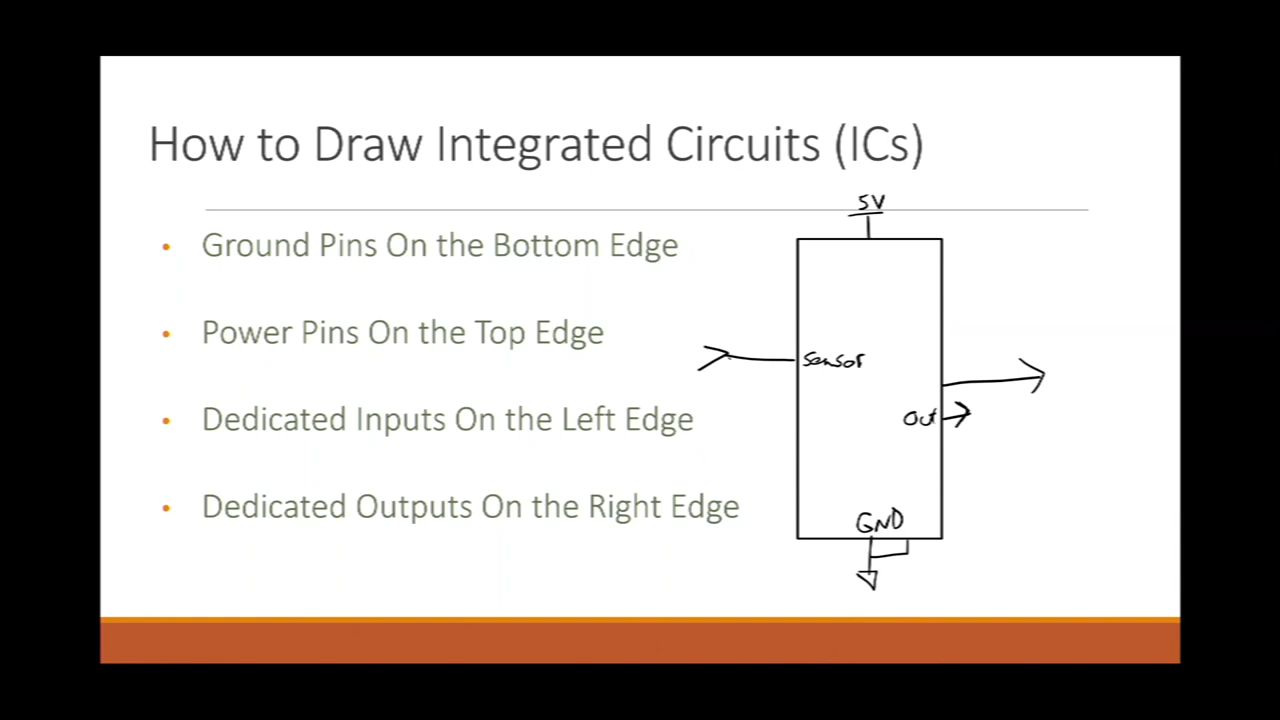 How to Draw Integrated Circuits (ICs)
5V
• Ground Pins On the Bottom Edge
• Power Pins On the Top Edge
Sensor
• Dedicated Inputs On the Left Edge
Out
• Dedicated Outputs On the Right Edge
GND